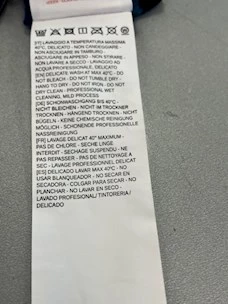 [IT] LAVAGGIO A TEMPERATURA MASSIMA
40°C, DELICATO - NON CANDEGGIARE -
NON ASCIUGARE IN TAMBURO -
ASCIUGARE IN APPESO - NON STIRARE
NON LAVARE A SECCO - LAVAGGIO AD
ACQUA PROFESSIONALE, DELICATO
[EN] DELICATE WASH AT MAX 40°C - DO
NOT BLEACH - DO NOT TUMBLE DRY -
HANG TO DRY - DO NOT IRON - DO NOT
DRY CLEAN - PROFESSIONAL WET
CLEANING, MILD PROCESS
[DE] SCHONWASCHGANG BIS 40°C -
NICHT BLEICHEN - NICHT IM TROCKNER
TROCKNEN - HÄNGEND TROCKNEN - NICHT
BÜGELN - KEINE CHEMISCHE REINIGUNG
MÖGLICH - SCHONENDE PROFESSIONELLE
NASSREINIGUNG
[FR] LAVAGE DELICAT 40° MAXIMUM -
PAS DE CHLORE - SECHE LINGE
INTERDIT - SECHAGE SUSPENDU - NE
PAS REPASSER - PAS DE NETTOYAGE A
SEC - LAVAGE PROFESSIONNEL DELICAT
[ES] DELICADO LAVAR MAX 40°C - NO
USAR BLANQUEADOR - NO SECAR EN
SECADORA - COLGAR PARA SECAR - NO
PLANCHAR - NO LAVAR EN SECO -
LAVADO PROFESIONAL/TINTORERIA/
DELICADO